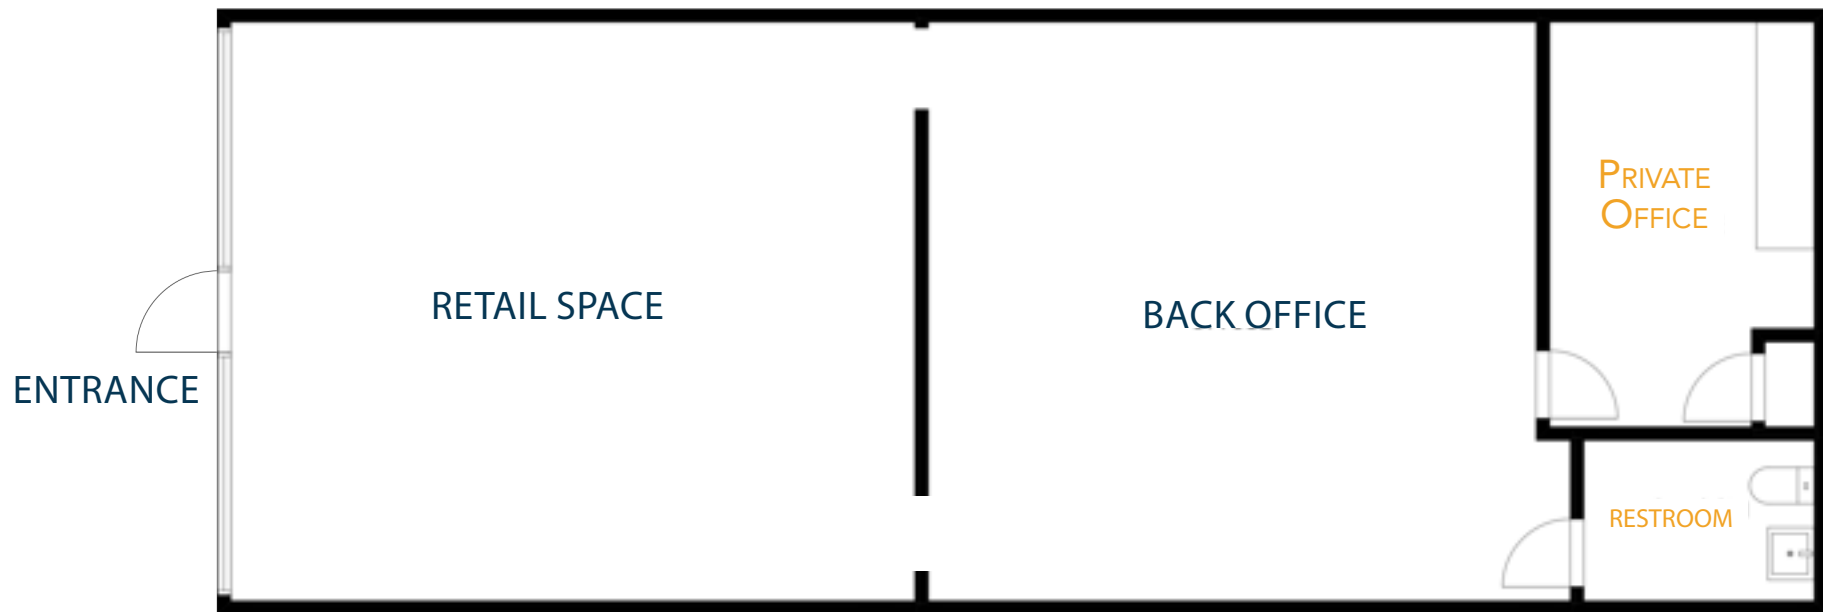 PRIVATE
OFFICE
RETAIL SPACE
BACK OFFICE
ENTRANCE
RESTROOM